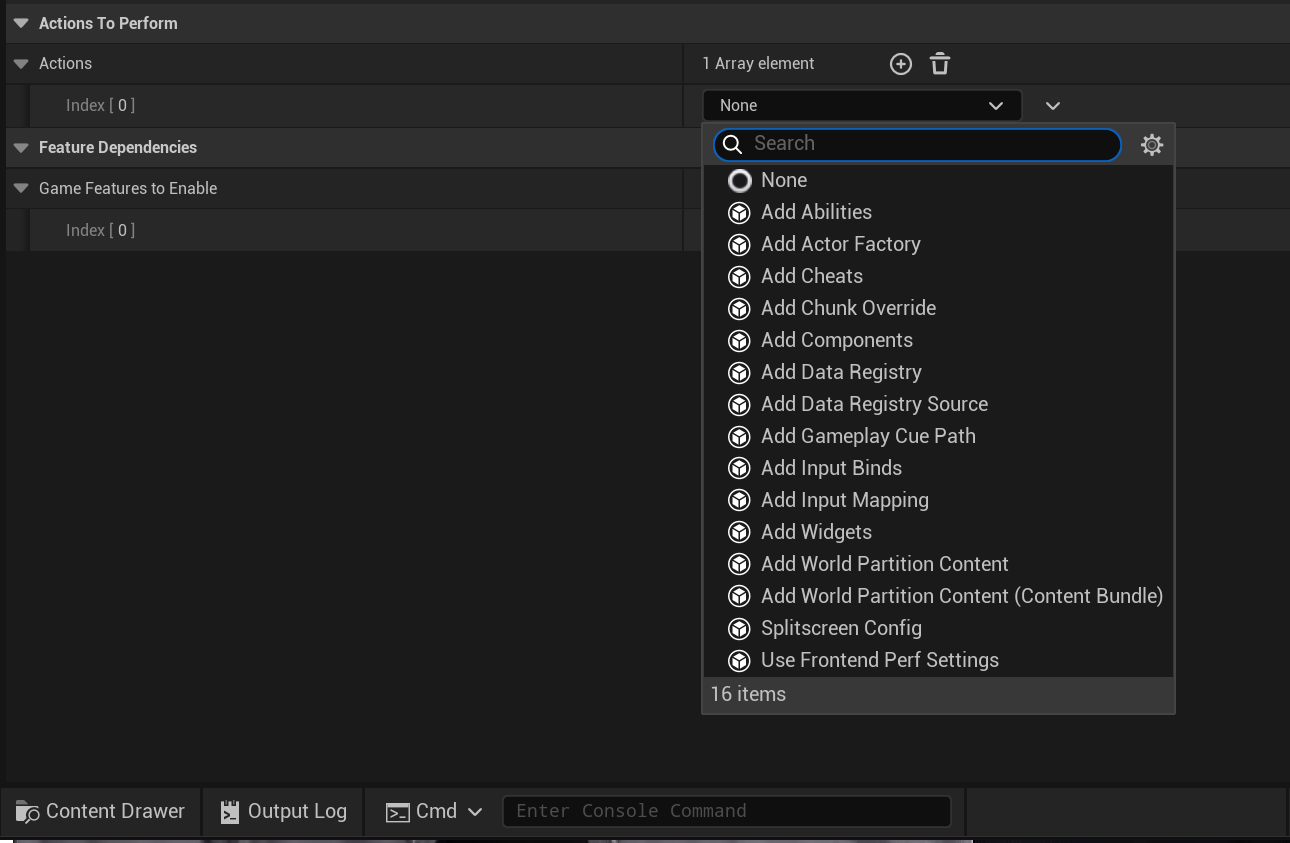 Actions To Perform
Actions
1 Array element
Index [ 0 ]
None
Feature Dependencies
Game Features to Enable
Index [ 0 ]
Search
None
Add Abilities
Add Actor Factory
Add Cheats
Add Chunk Override
Add Components
Add Data Registry
Add Data Registry Source
Add Gameplay Cue Path
Add Input Binds
Add Input Mapping
Add Widgets
Add World Partition Content
Add World Partition Content (Content Bundle)
Splitscreen Config
Use Frontend Perf Settings
16 items
Content Drawer
Output Log
Cmd
Enter Console Command